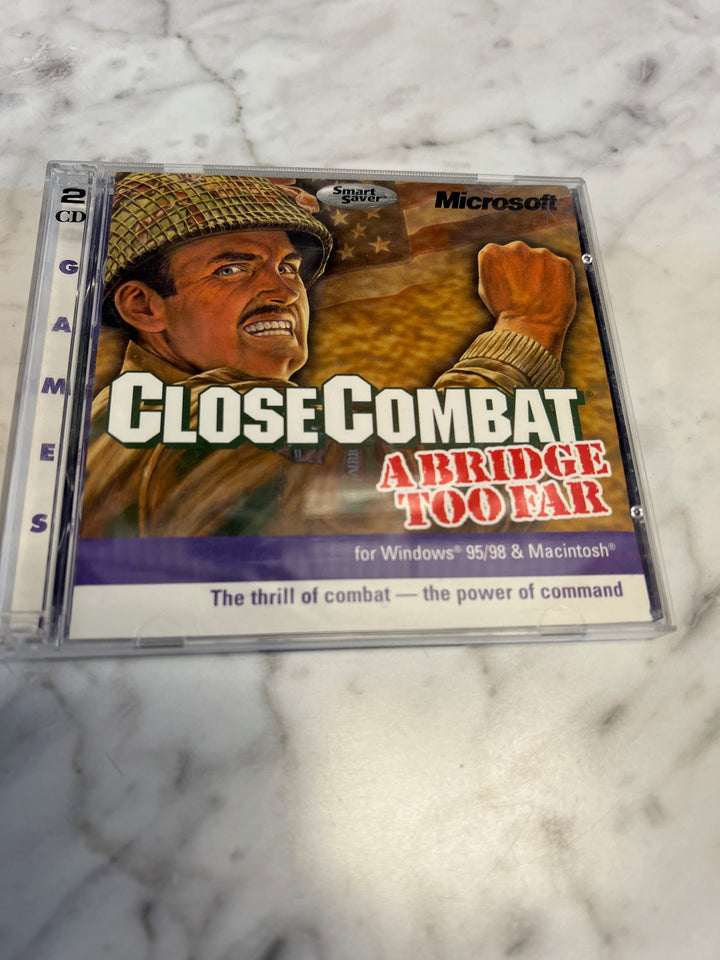 2
CD
GAMES
Smart
Saver™
Microsoft
CLOSE COMBAT
A BRIDGE
TOO FAR
for Windows® 95/98 & Macintosh®
The thrill of combat — the power of command